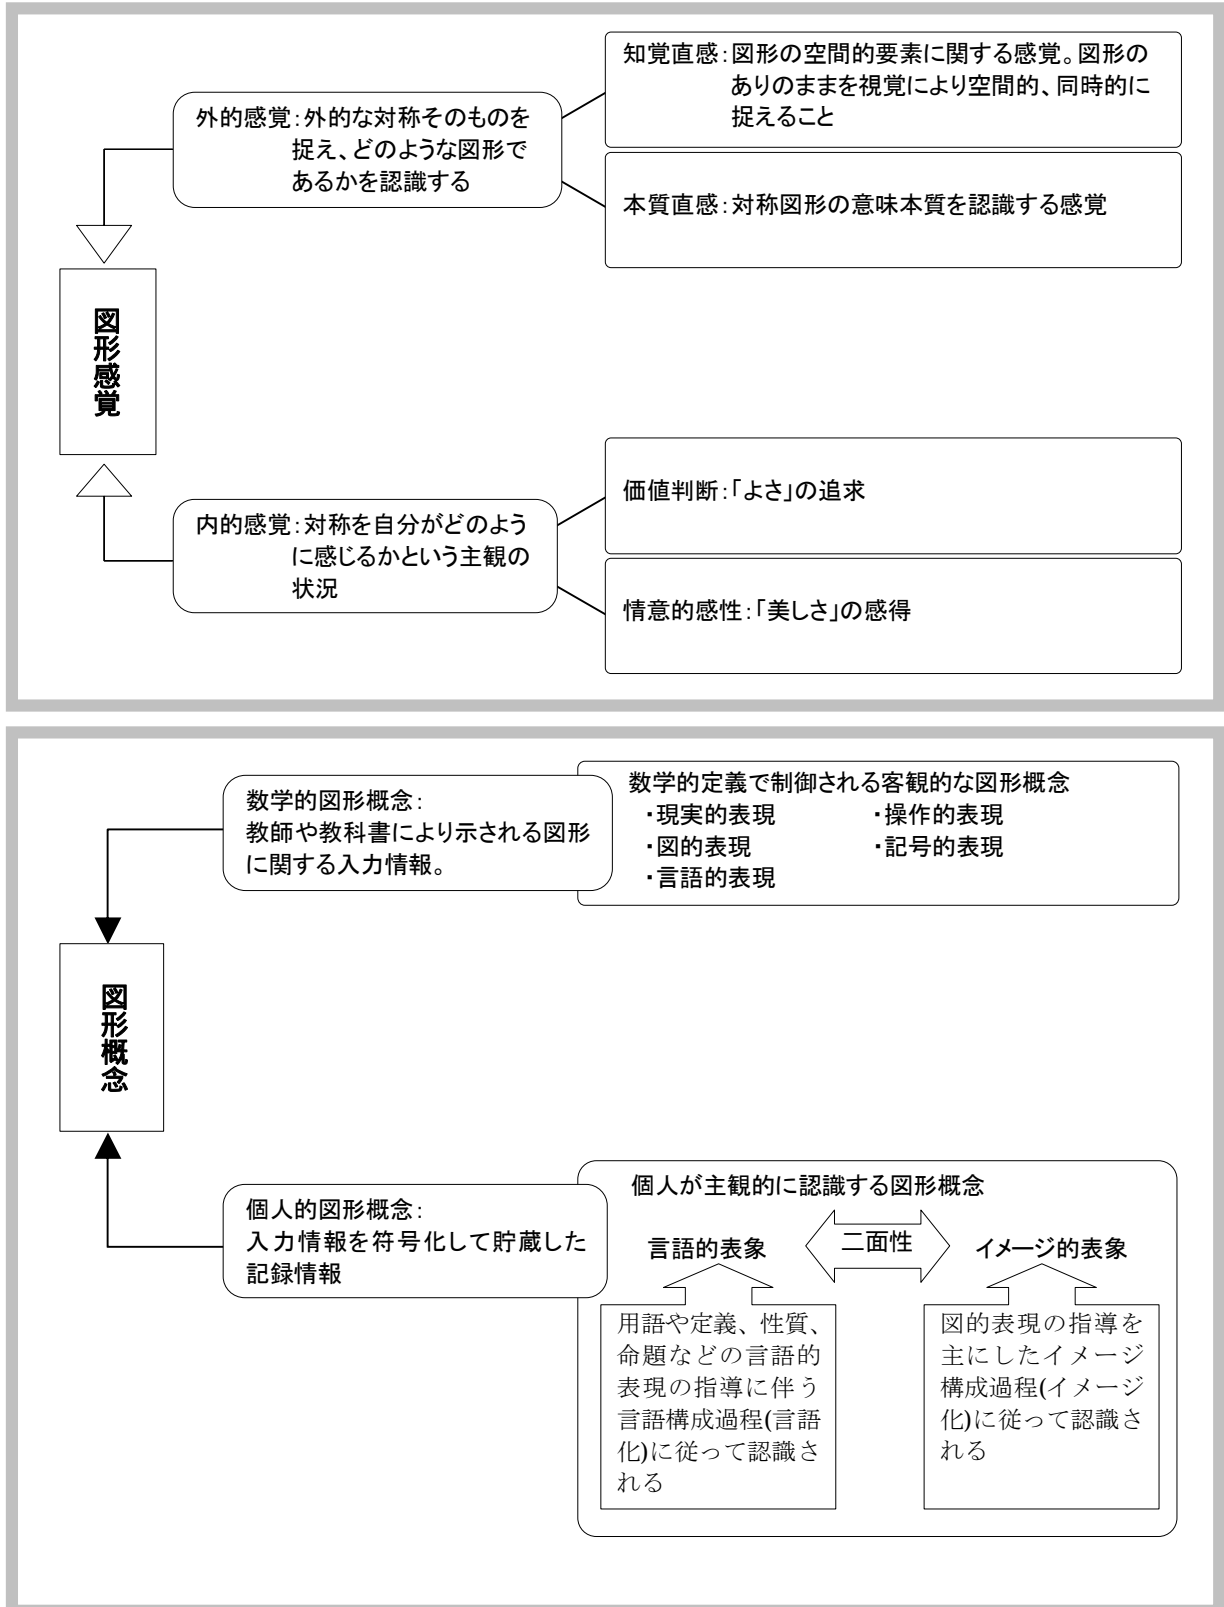 知覚直感：図形の空間的要素に関する感覚。図形の
ありのままを視覚により空間的、同時的に
捉えること
外的感覚：外的な対称そのものを
捉え、どのような図形で
あるかを認識する
本質直感：対称図形の意味本質を認識する感覚
図形感覚
価値判断：「よさ」の追求
内的感覚：対称を自分がどのよう
に感じるかという主観の
状況
情意的感性：「美しさ」の感得
数学的図形概念：
教師や教科書により示される図形
に関する入力情報。
数学的定義で制御される客観的な図形概念
・現実的表現　・操作的表現
・図的表現　・記号的表現
・言語的表現
図形概念
個人的図形概念：
入力情報を符号化して貯蔵した
記録情報
個人が主観的に認識する図形概念
言語的表象　二面性　イメージ的表象
用語や定義、性質、
命題などの言語的
表現の指導に伴う
言語構成過程(言語
化)に従って認識さ
れる
図的表現の指導を
主にしたイメージ
構成過程(イメージ
化)に従って認識さ
れる